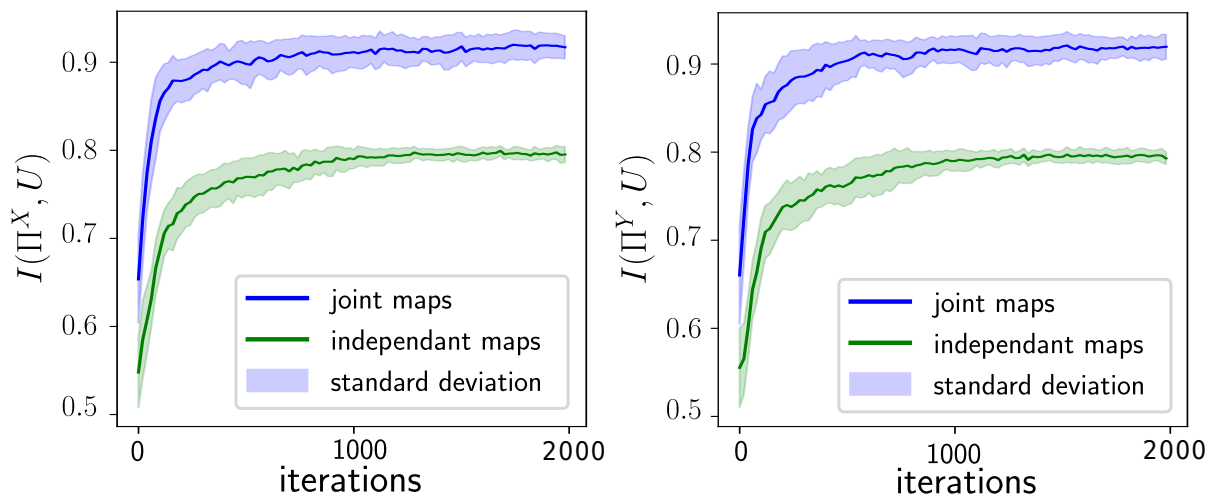 I(Π^X, U)
0.9
0.8
0.7
0.6
0.5
joint maps
independant maps
standard deviation
0
1000
2000
iterations
I(Π^Y, U)
0.9
0.8
0.7
0.6
0.5
joint maps
independant maps
standard deviation
0
1000
2000
iterations